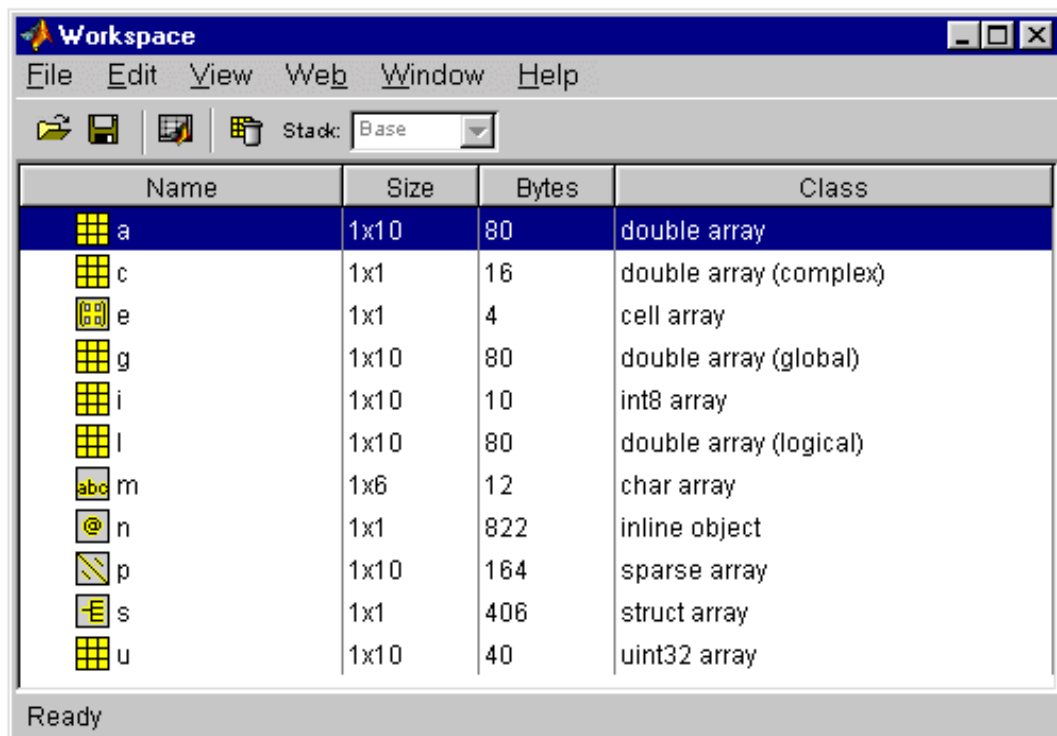 Workspace
File Edit View Web Window Help
Stack: Base
Name Size Bytes Class
a 1x10 80 double array
c 1x1 16 double array (complex)
e 1x1 4 cell array
g 1x10 80 double array (global)
i 1x10 10 int8 array
l 1x10 80 double array (logical)
abc m 1x6 12 char array
@ n 1x1 822 inline object
p 1x10 164 sparse array
s 1x1 406 struct array
u 1x10 40 uint32 array
Ready